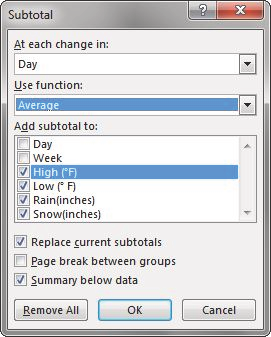 Subtotal
At each change in:
Day
Use function:
Average
Add subtotal to:
Day
Week
High (°F)
Low (° F)
Rain(inches)
Snow(inches)
Replace current subtotals
Page break between groups
Summary below data
Remove All OK Cancel